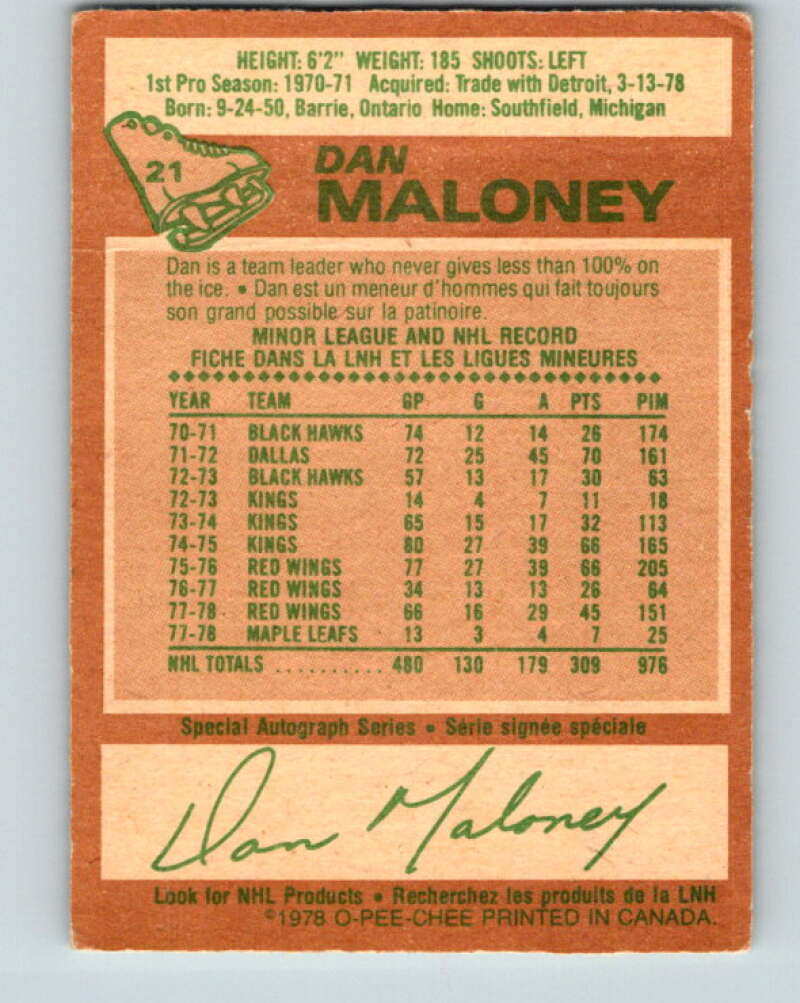 HEIGHT: 6'2" WEIGHT: 185 SHOOTS: LEFT
1st Pro Season: 1970-71 Acquired: Trade with Detroit, 3-13-78
Born: 9-24-50, Barrie, Ontario Home: Southfield, Michigan
21
DAN
MALONEY
Dan is a team leader who never gives less than 100% on
the ice. • Dan est un meneur d'hommes qui fait toujours
son grand possible sur la patinoire.
MINOR LEAGUE AND NHL RECORD
FICHE DANS LA LNH ET LES LIGUES MINEURES
YEAR TEAM GP G A PTS PIM
70-71 BLACK HAWKS 74 12 14 26 174
71-72 DALLAS 72 25 45 70 161
72-73 BLACK HAWKS 57 13 17 30 63
72-73 KINGS 14 4 7 11 18
73-74 KINGS 65 15 17 32 113
74-75 KINGS 80 27 39 66 165
75-76 RED WINGS 77 27 39 66 205
76-77 RED WINGS 34 13 13 26 64
77-78 RED WINGS 66 16 29 45 151
77-78 MAPLE LEAFS 13 3 4 7 25
NHL TOTALS .......... 480 130 179 309 976
Special Autograph Series • Série signée spéciale
Dan Maloney
Look for NHL Products • Recherchez les produits de la LNH
©1978 O-PEE-CHEE PRINTED IN CANADA.